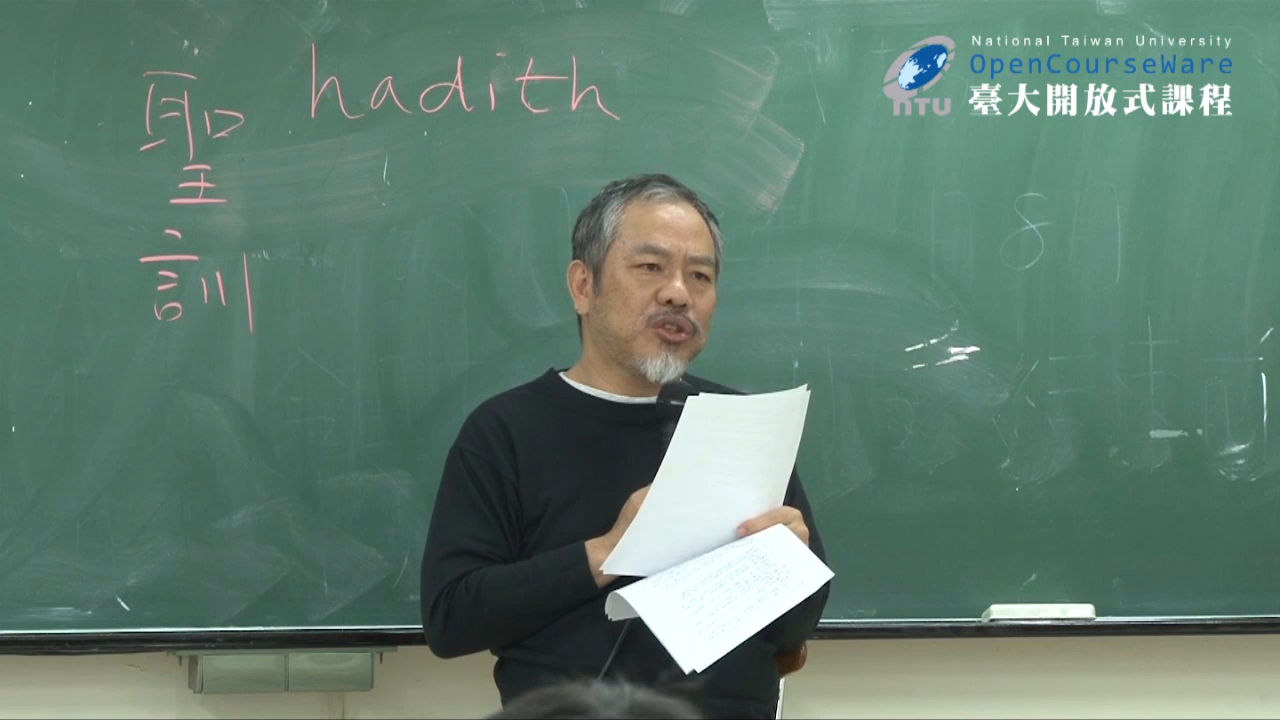 聖訓
hadith
National Taiwan University
OpenCourseWare
NTU
臺大開放式課程